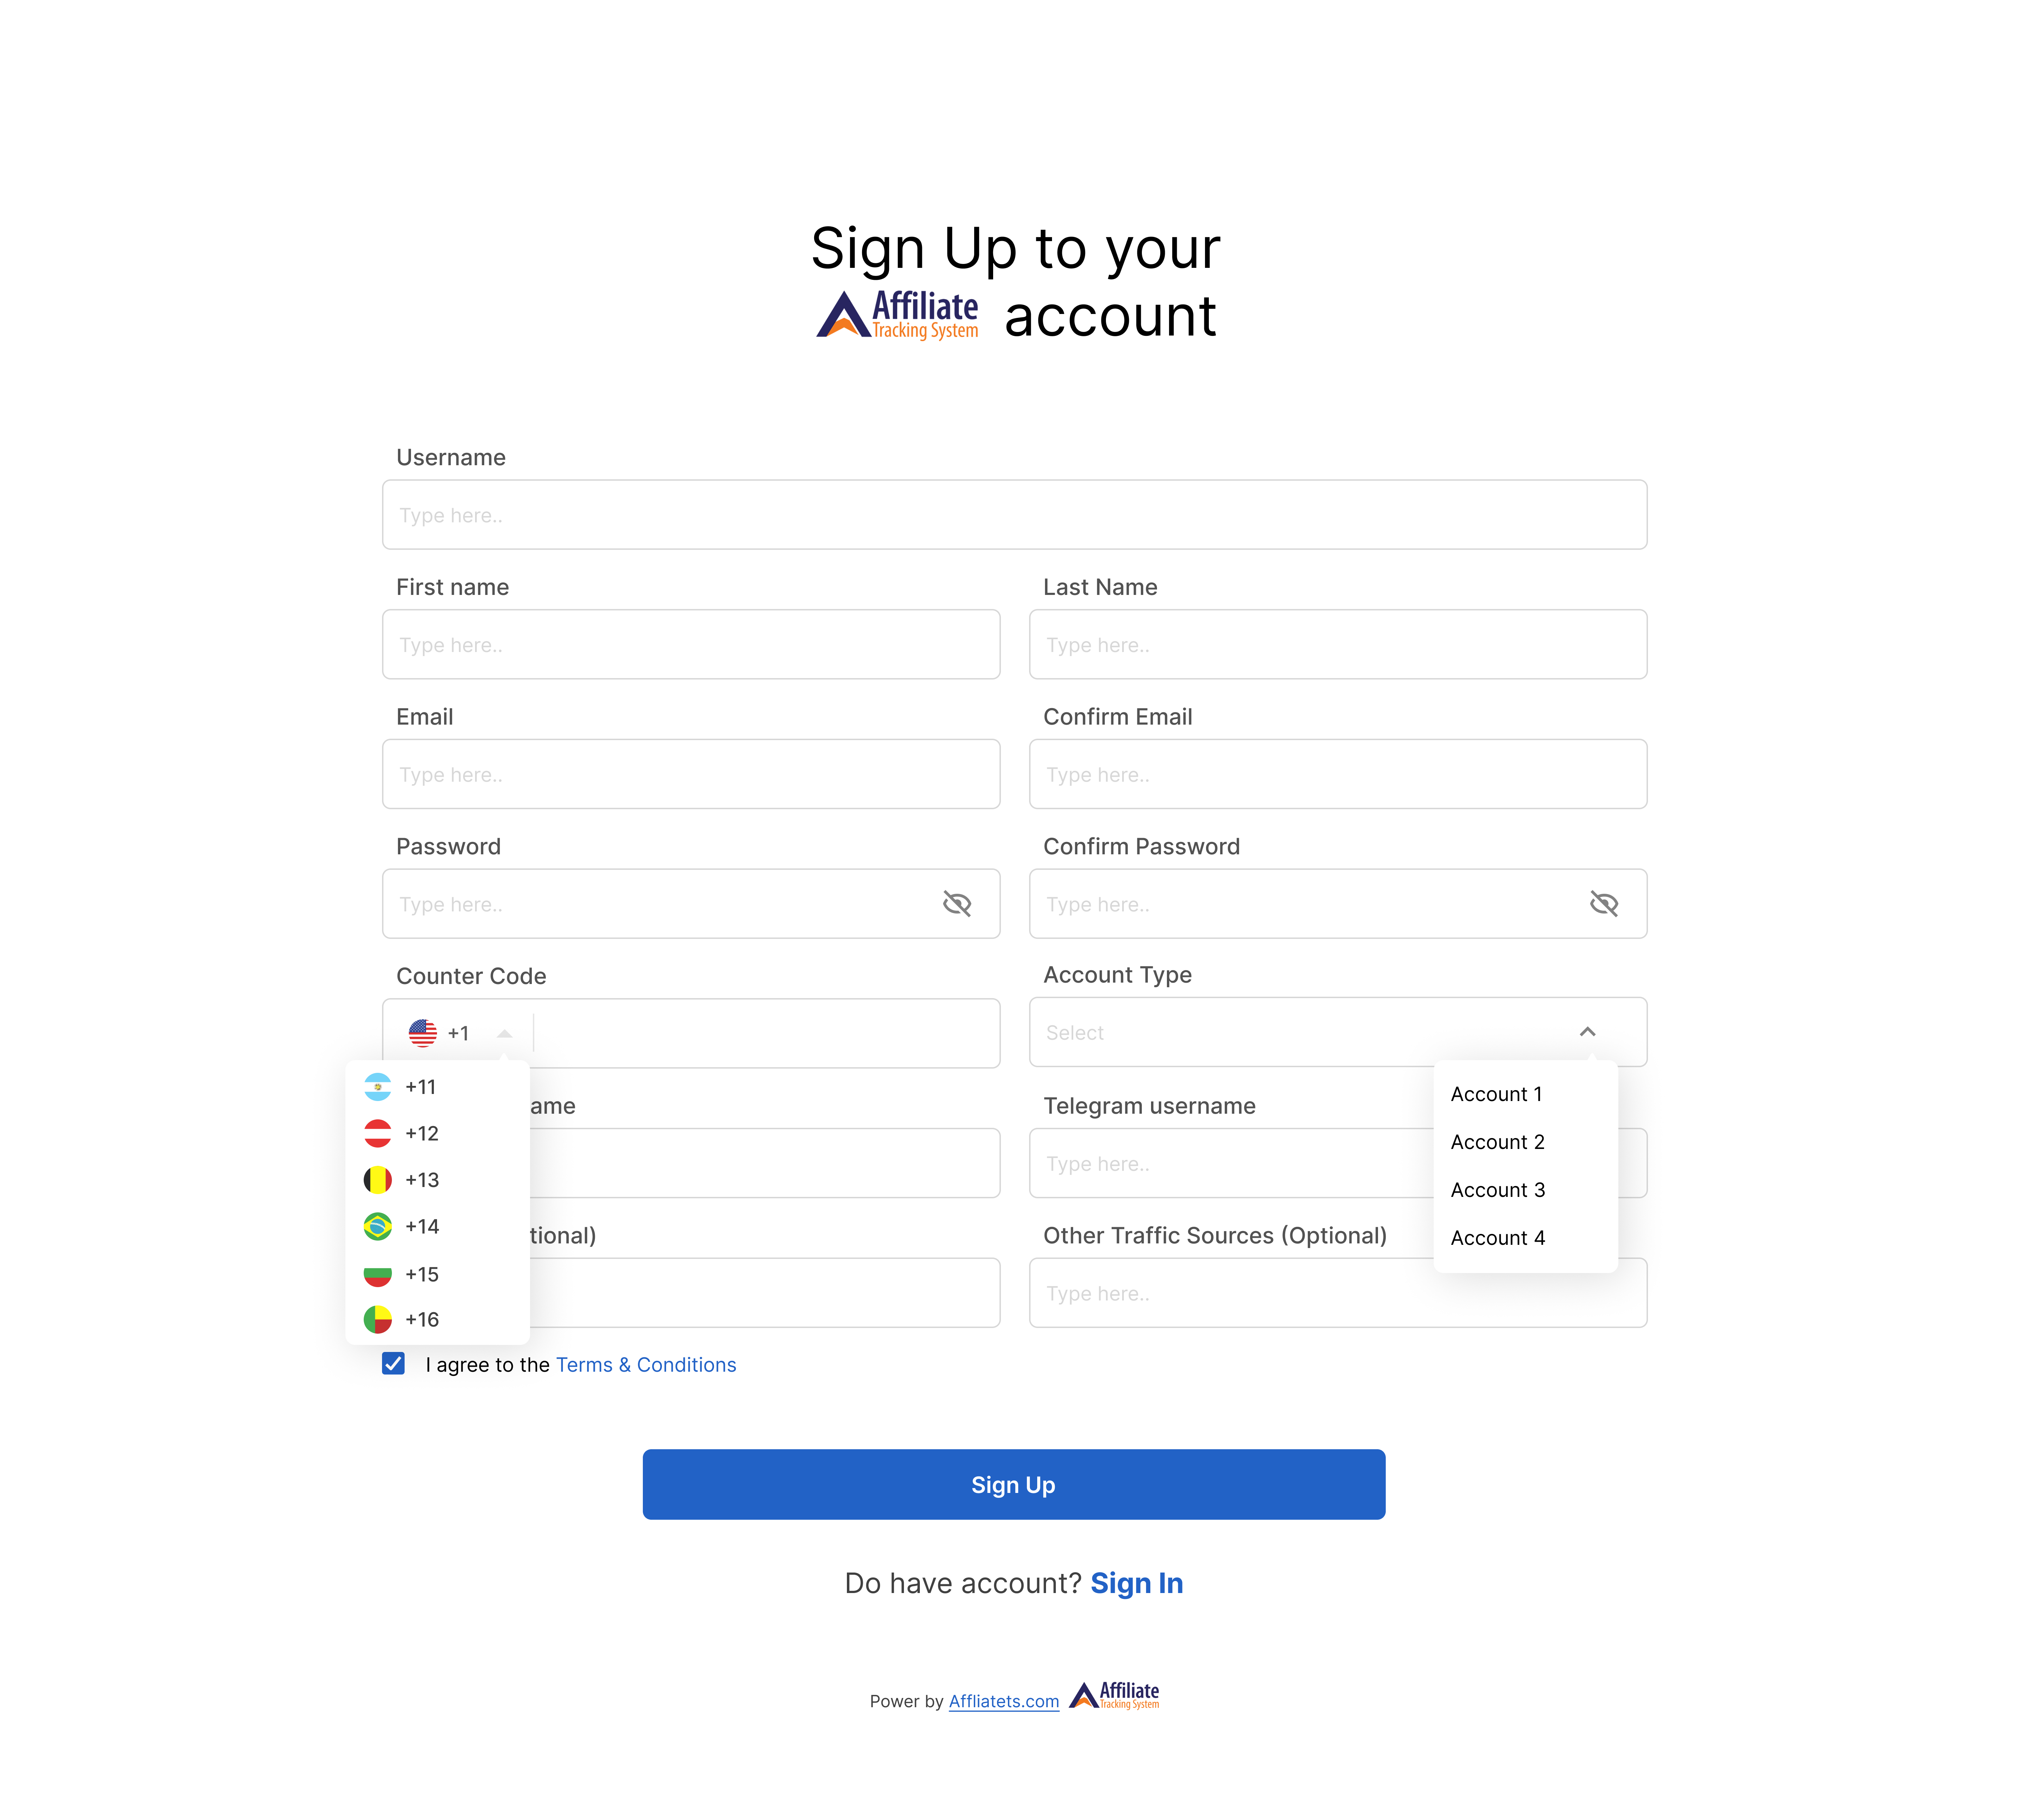 Sign Up to your
Affiliate Tracking System account
Username
Type here..
First name
Last Name
Type here..
Type here..
Email
Confirm Email
Type here..
Type here..
Password
Confirm Password
Type here..
Type here..
Counter Code
Account Type
+1
Select
+11
+12
+13
+14
+15
+16
Account 1
Account 2
Account 3
Account 4
Telegram username
Type here..
Other Traffic Sources (Optional)
Type here..
I agree to the Terms & Conditions
Sign Up
Do have account? Sign In
Power by Affliatets.com Affiliate Tracking System